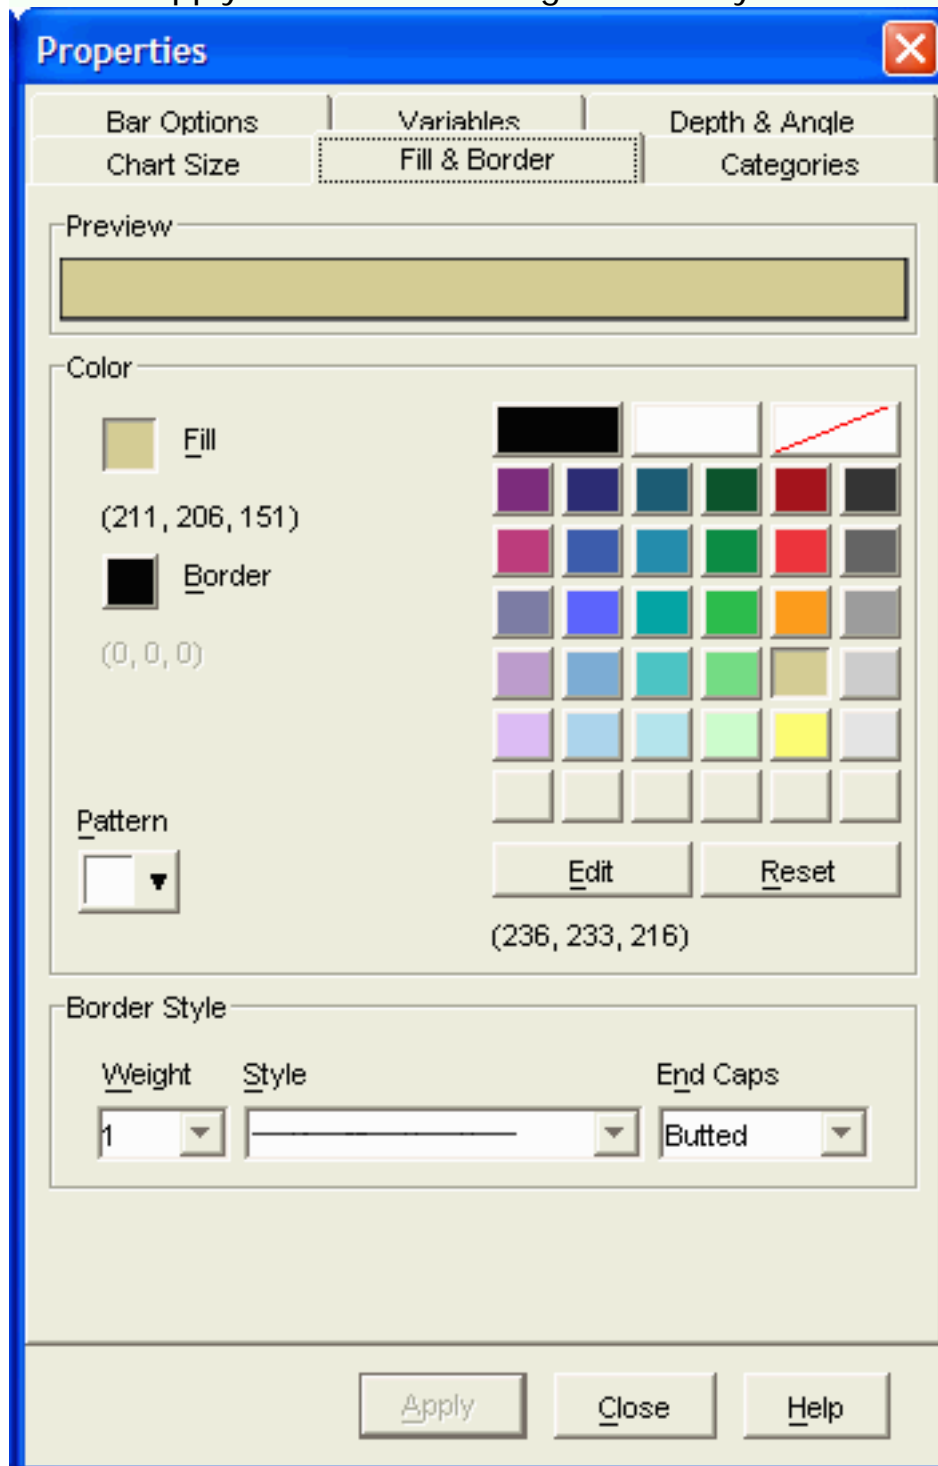 Properties
Bar Options Variables Depth & Angle
Chart Size Fill & Border Categories
Preview
Color
Fill
(211, 206, 151)
Border
(0, 0, 0)
Pattern
Edit Reset
(236, 233, 216)
Border Style
Weight Style End Caps
1 Butted
Apply Close Help